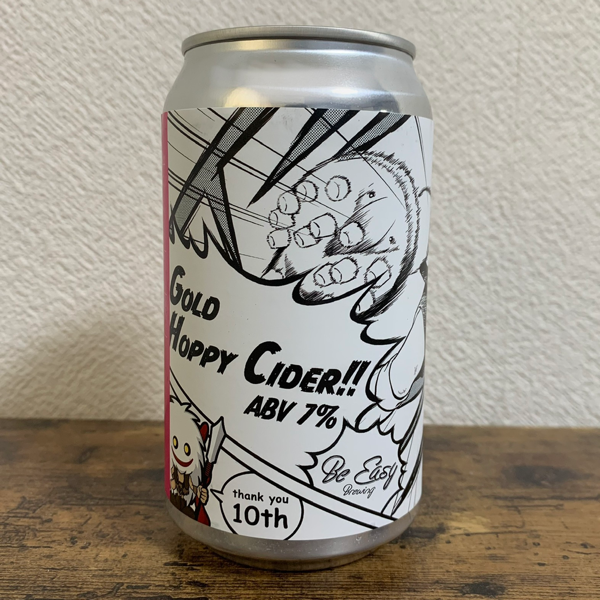 GOLD
HOPPY CIDER!!
ABV 7%
Be Easy
Brewing
thank you
10th